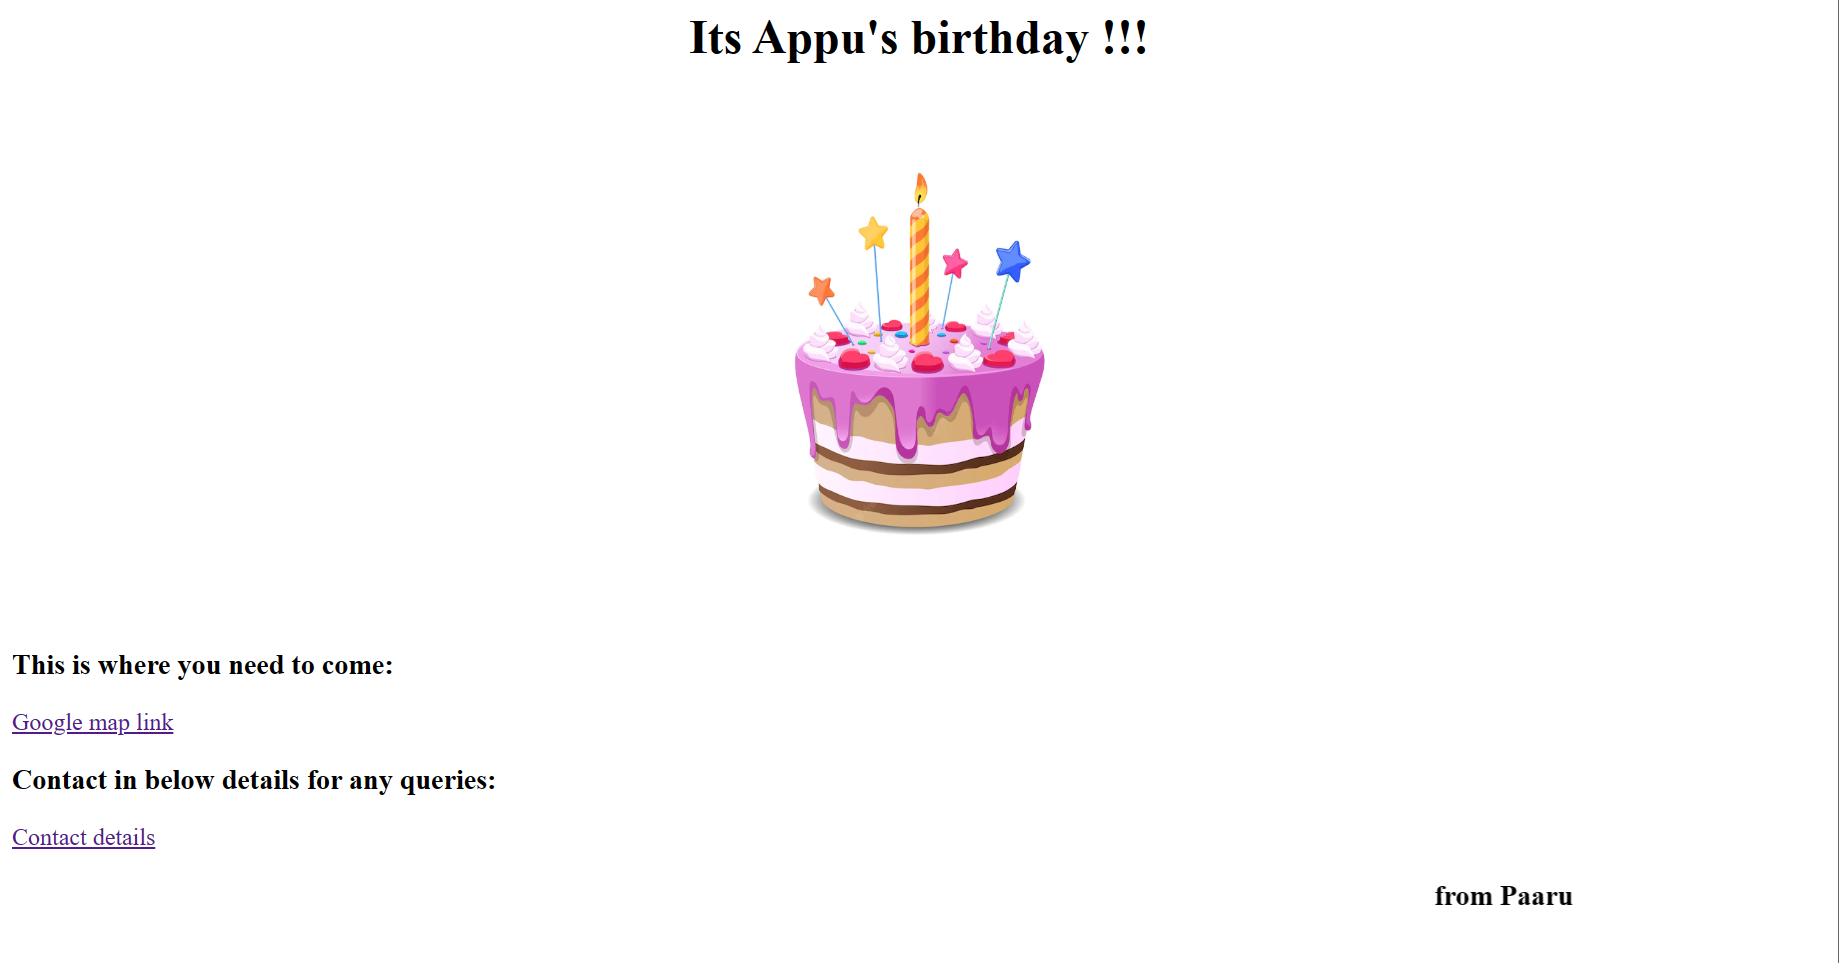 Its Appu's birthday !!!
This is where you need to come:
Google map link
Contact in below details for any queries:
Contact details
from Paaru